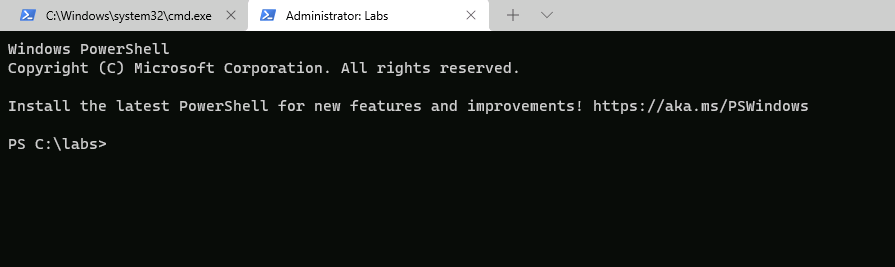 C:\Windows\system32\cmd.exe
Administrator: Labs
Windows PowerShell
Copyright (C) Microsoft Corporation. All rights reserved.
Install the latest PowerShell for new features and improvements! https://aka.ms/PSWindows
PS C:\labs>